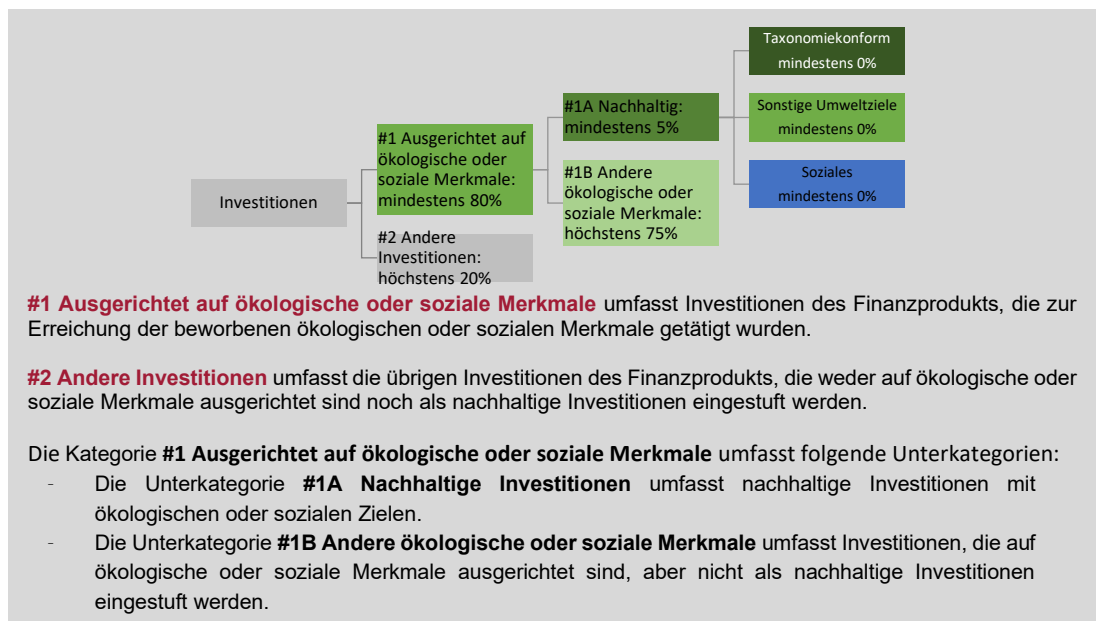 Investitionen
#1 Ausgerichtet auf
ökologische oder
soziale Merkmale:
mindestens 80%
#2 Andere
Investitionen:
höchstens 20%
#1A Nachhaltig:
mindestens 5%
#1B Andere
ökologische oder
soziale Merkmale:
höchstens 75%
Taxonomiekonform
mindestens 0%
Sonstige Umweltziele
mindestens 0%
Soziales
mindestens 0%
#1 Ausgerichtet auf ökologische oder soziale Merkmale umfasst Investitionen des Finanzprodukts, die zur
Erreichung der beworbenen ökologischen oder sozialen Merkmale getätigt wurden.
#2 Andere Investitionen umfasst die übrigen Investitionen des Finanzprodukts, die weder auf ökologische oder
soziale Merkmale ausgerichtet sind noch als nachhaltige Investitionen eingestuft werden.
Die Kategorie #1 Ausgerichtet auf ökologische oder soziale Merkmale umfasst folgende Unterkategorien:
- Die Unterkategorie #1A Nachhaltige Investitionen umfasst nachhaltige Investitionen mit
ökologischen oder sozialen Zielen.
- Die Unterkategorie #1B Andere ökologische oder soziale Merkmale umfasst Investitionen, die auf
ökologische oder soziale Merkmale ausgerichtet sind, aber nicht als nachhaltige Investitionen
eingestuft werden.